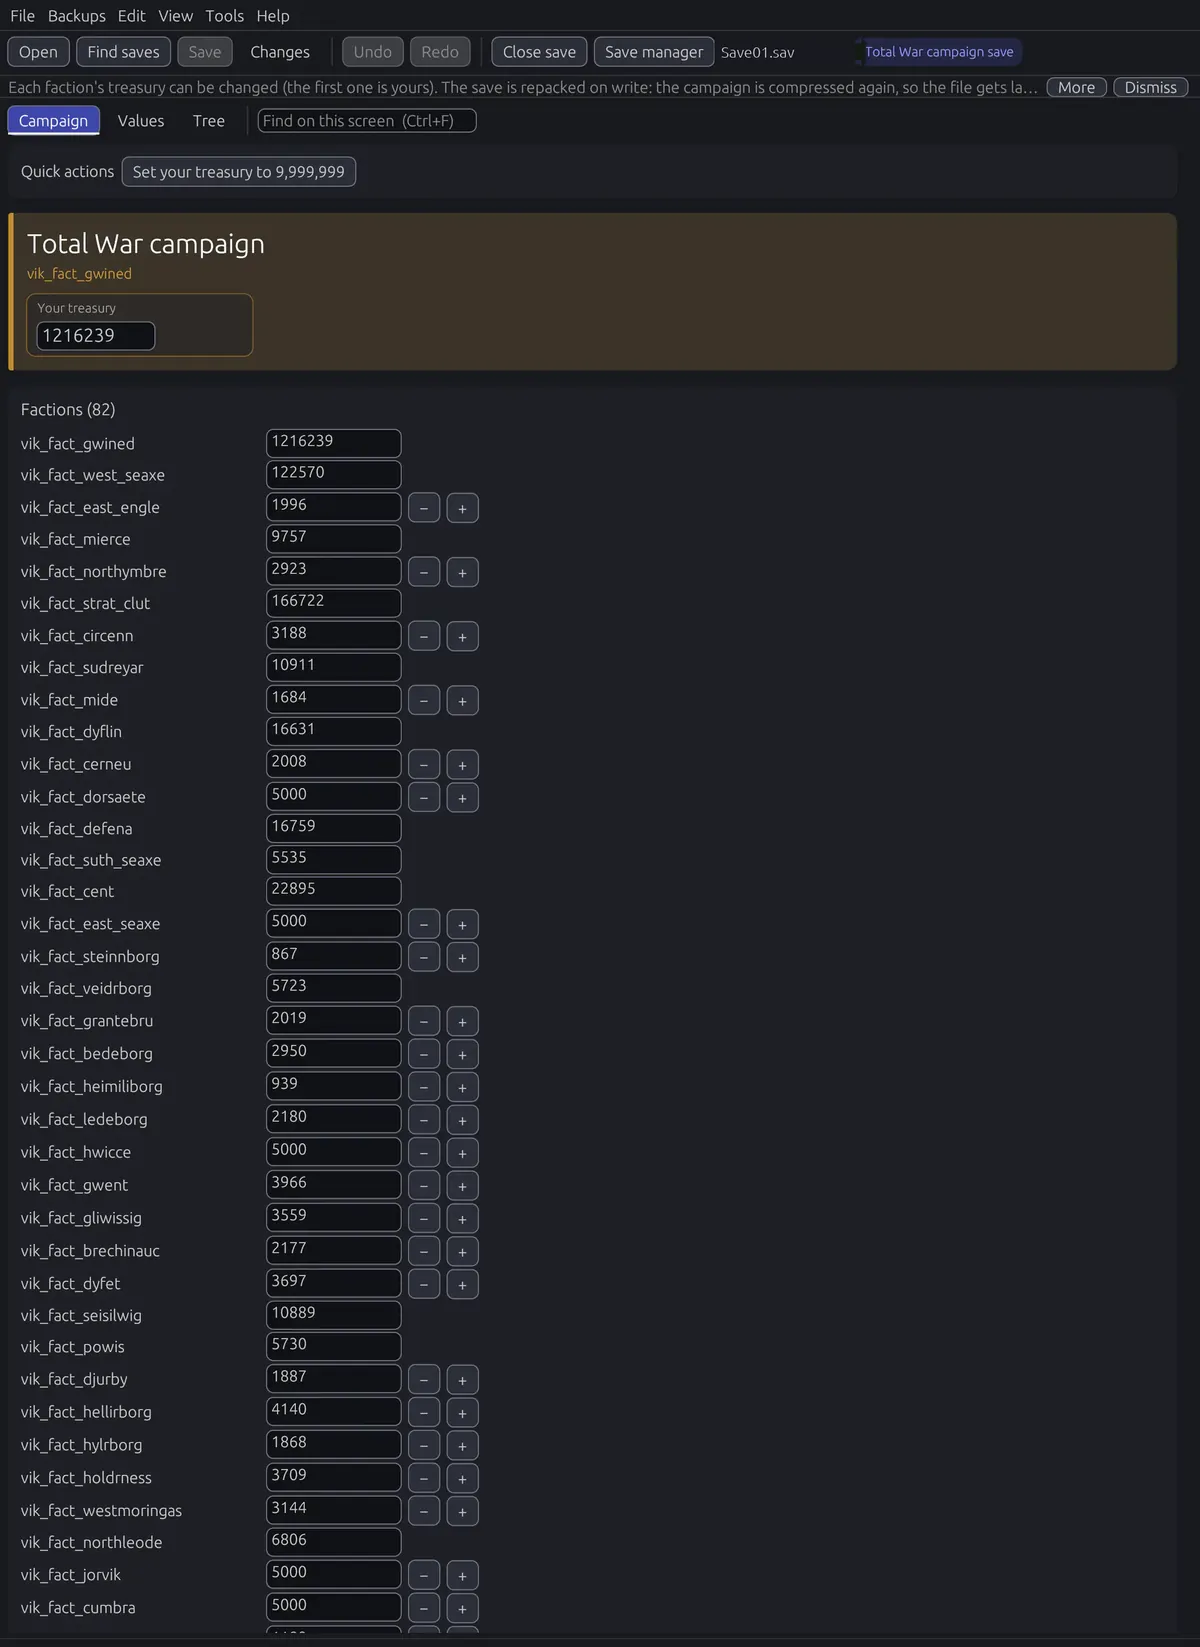 File Backups Edit View Tools Help
Open Find saves Save Changes Undo Redo Close save Save manager Save01.sav Total War campaign save
Each faction's treasury can be changed (the first one is yours). The save is repacked on write: the campaign is compressed again, so the file gets la... More Dismiss
Campaign Values Tree Find on this screen (Ctrl+F)
Quick actions Set your treasury to 9,999,999
Total War campaign
vik_fact_gwined
Your treasury
1216239
Factions (82)
vik_fact_gwined 1216239
vik_fact_west_seaxe 122570
vik_fact_east_engle 1996 – +
vik_fact_mierce 9757
vik_fact_northymbre 2923 – +
vik_fact_strat_clut 166722
vik_fact_circenn 3188 – +
vik_fact_sudreyar 10911
vik_fact_mide 1684 – +
vik_fact_dyflin 16631
vik_fact_cerneu 2008 – +
vik_fact_dorsaete 5000 – +
vik_fact_defena 16759
vik_fact_suth_seaxe 5535
vik_fact_cent 22895
vik_fact_east_seaxe 5000 – +
vik_fact_steinnborg 867 – +
vik_fact_veidrborg 5723
vik_fact_grantebru 2019 – +
vik_fact_bedeborg 2950 – +
vik_fact_heimiliborg 939 – +
vik_fact_ledeborg 2180 – +
vik_fact_hwicce 5000 – +
vik_fact_gwent 3966 – +
vik_fact_gliwissig 3559 – +
vik_fact_brechinauc 2177 – +
vik_fact_dyfet 3697 – +
vik_fact_seisilwig 10889
vik_fact_powis 5730
vik_fact_djurby 1887 – +
vik_fact_hellirborg 4140 – +
vik_fact_hylrborg 1868 – +
vik_fact_holdrness 3709 – +
vik_fact_westmoringas 3144 – +
vik_fact_northleode 6806
vik_fact_jorvik 5000 – +
vik_fact_cumbra 5000 – +